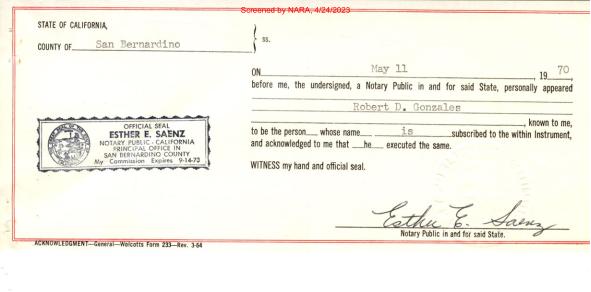 Screened by NARA, 4/24/2023
STATE OF CALIFORNIA,
COUNTY OF San Bernardino } ss.
ON May 11, 19 70
before me, the undersigned, a Notary Public in and for said State, personally appeared
Robert D. Gonzales
, known to me,
to be the person whose name is subscribed to the within Instrument,
and acknowledged to me that he executed the same.
OFFICIAL SEAL
ESTHER E. SAENZ
NOTARY PUBLIC - CALIFORNIA
PRINCIPAL OFFICE IN
SAN BERNARDINO COUNTY
My Commission Expires 9-14-73
WITNESS my hand and official seal.
Esther E. Saenz
Notary Public in and for said State.
ACKNOWLEDGMENT—General—Wolcotts Form 233—Rev. 3-64